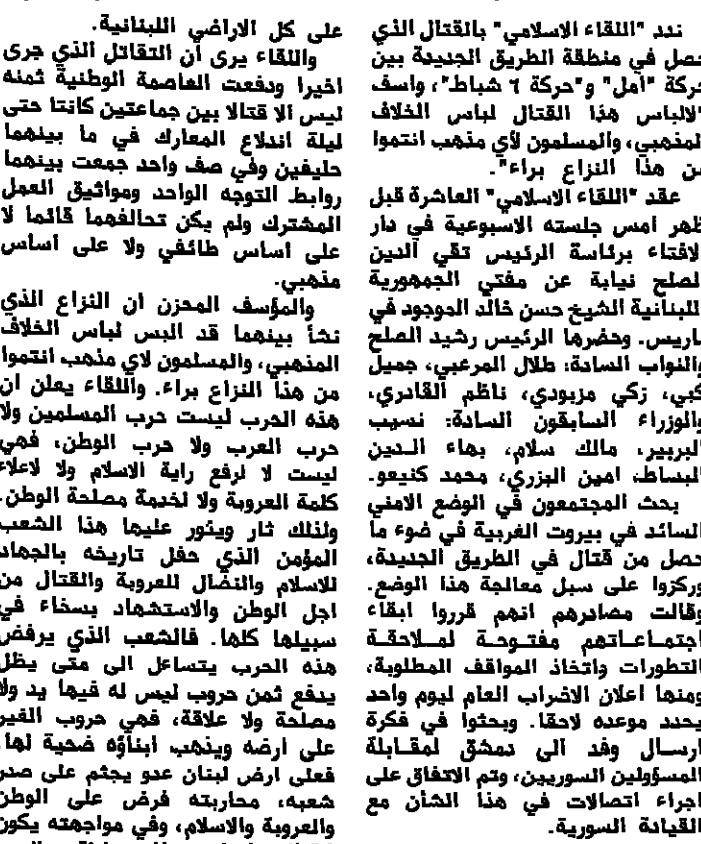 ندد "اللقاء الاسلامي" بالقتال الذي
حصل في منطقة الطريق الجديدة بين
حركة "امل" و"حركة ٦ شباط"، واسف
"لالباس هذا القتال لباس الخلاف
المذهبي، والمسلمون لأي مذهب انتموا
من هذا النزاع براء".
عقد "اللقاء الاسلامي" العاشرة قبل
ظهر امس جلسته الاسبوعية في دار
الافتاء برئاسة الرئيس تقي الدين
الصلح نيابة عن مفتي الجمهورية
اللبنانية الشيخ حسن خالد الموجود في
باريس. وحضرها الرئيس رشيد الصلح
والنواب السادة: طلال المرعبي، جميل
كبي، زكي مزبودي، ناظم القادري،
والوزراء السابقون السادة: نسيب
البربير، مالك سلام، بهاء الدين
البساط، امين البزري، محمد كنيعو.
بحث المجتمعون في الوضع الامني
السائد في بيروت الغربية في ضوء ما
حصل من قتال في الطريق الجديدة،
وركزوا على سبل معالجة هذا الوضع.
وقالت مصادرهم انهم قرروا ابقاء
اجتماعاتهم مفتوحة لملاحقة
التطورات واتخاذ المواقف المطلوبة،
ومنها اعلان الاضراب العام ليوم واحد
يحدد موعده لاحقا. وبحثوا في فكرة
ارسال وفد الى دمشق لمقابلة
المسؤولين السوريين، وتم الاتفاق على
اجراء اتصالات في هذا الشأن مع
القيادة السورية.
على كل الاراضي اللبنانية.
واللقاء يرى أن التقاتل الذي جرى
اخيرا ودفعت العاصمة الوطنية ثمنه
ليس الا قتالا بين جماعتين كانتا حتى
ليلة اندلاع المعارك في ما بينهما
حليفين وفي صف واحد جمعت بينهما
روابط التوجه الواحد ومواثيق العمل
المشترك ولم يكن تحالفهما قائما لا
على اساس طائفي ولا على اساس
مذهبي.
والمؤسف المحزن ان النزاع الذي
نشأ بينهما قد البس لباس الخلاف
المذهبي، والمسلمون لاي مذهب انتموا
من هذا النزاع براء. واللقاء يعلن ان
هذه الحرب ليست حرب المسلمين ولا
حرب العرب ولا حرب الوطن، فهي
ليست لا لرفع راية الاسلام ولا لاعلاء
كلمة العروبة ولا لخدمة مصلحة الوطن.
ولذلك ثار ويثور عليها هذا الشعب
المؤمن الذي حفل تاريخه بالجهاد
للاسلام والنضال للعروبة والقتال من
اجل الوطن والاستشهاد بسخاء في
سبيلها كلها. فالشعب الذي يرفض
هذه الحرب يتساءل الى متى يظل
يدفع ثمن حروب ليس له فيها يد ولا
مصلحة ولا علاقة، فهي حروب الغير
على ارضه ويذهب ابناؤه ضحية لها.
فعلى ارض لبنان عدو يجثم على صدر
شعبه، محاربته فرض على الوطن
والعروبة والاسلام، وفي مواجهته يكون